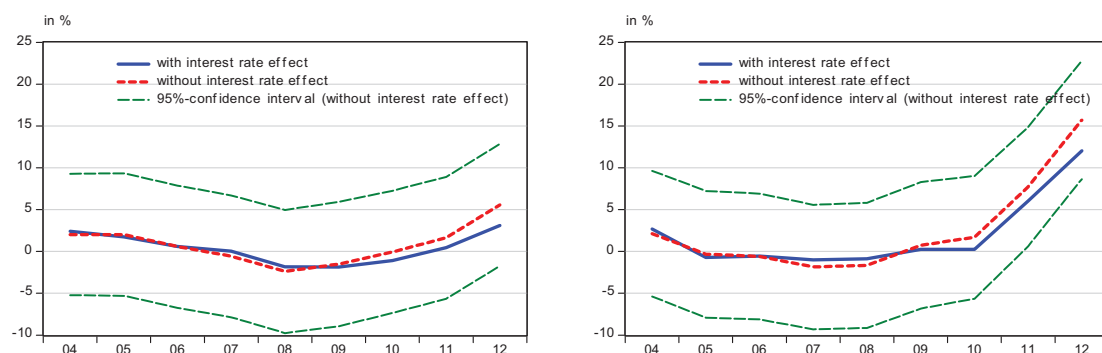 in %
25
20
15
10
5
0
-5
-10
with interest rate effect
without interest rate effect
95%-confidence interval (without interest rate effect)
04 05 06 07 08 09 10 11 12
in %
25
20
15
10
5
0
-5
-10
with interest rate effect
without interest rate effect
95%-confidence interval (without interest rate effect)
04 05 06 07 08 09 10 11 12